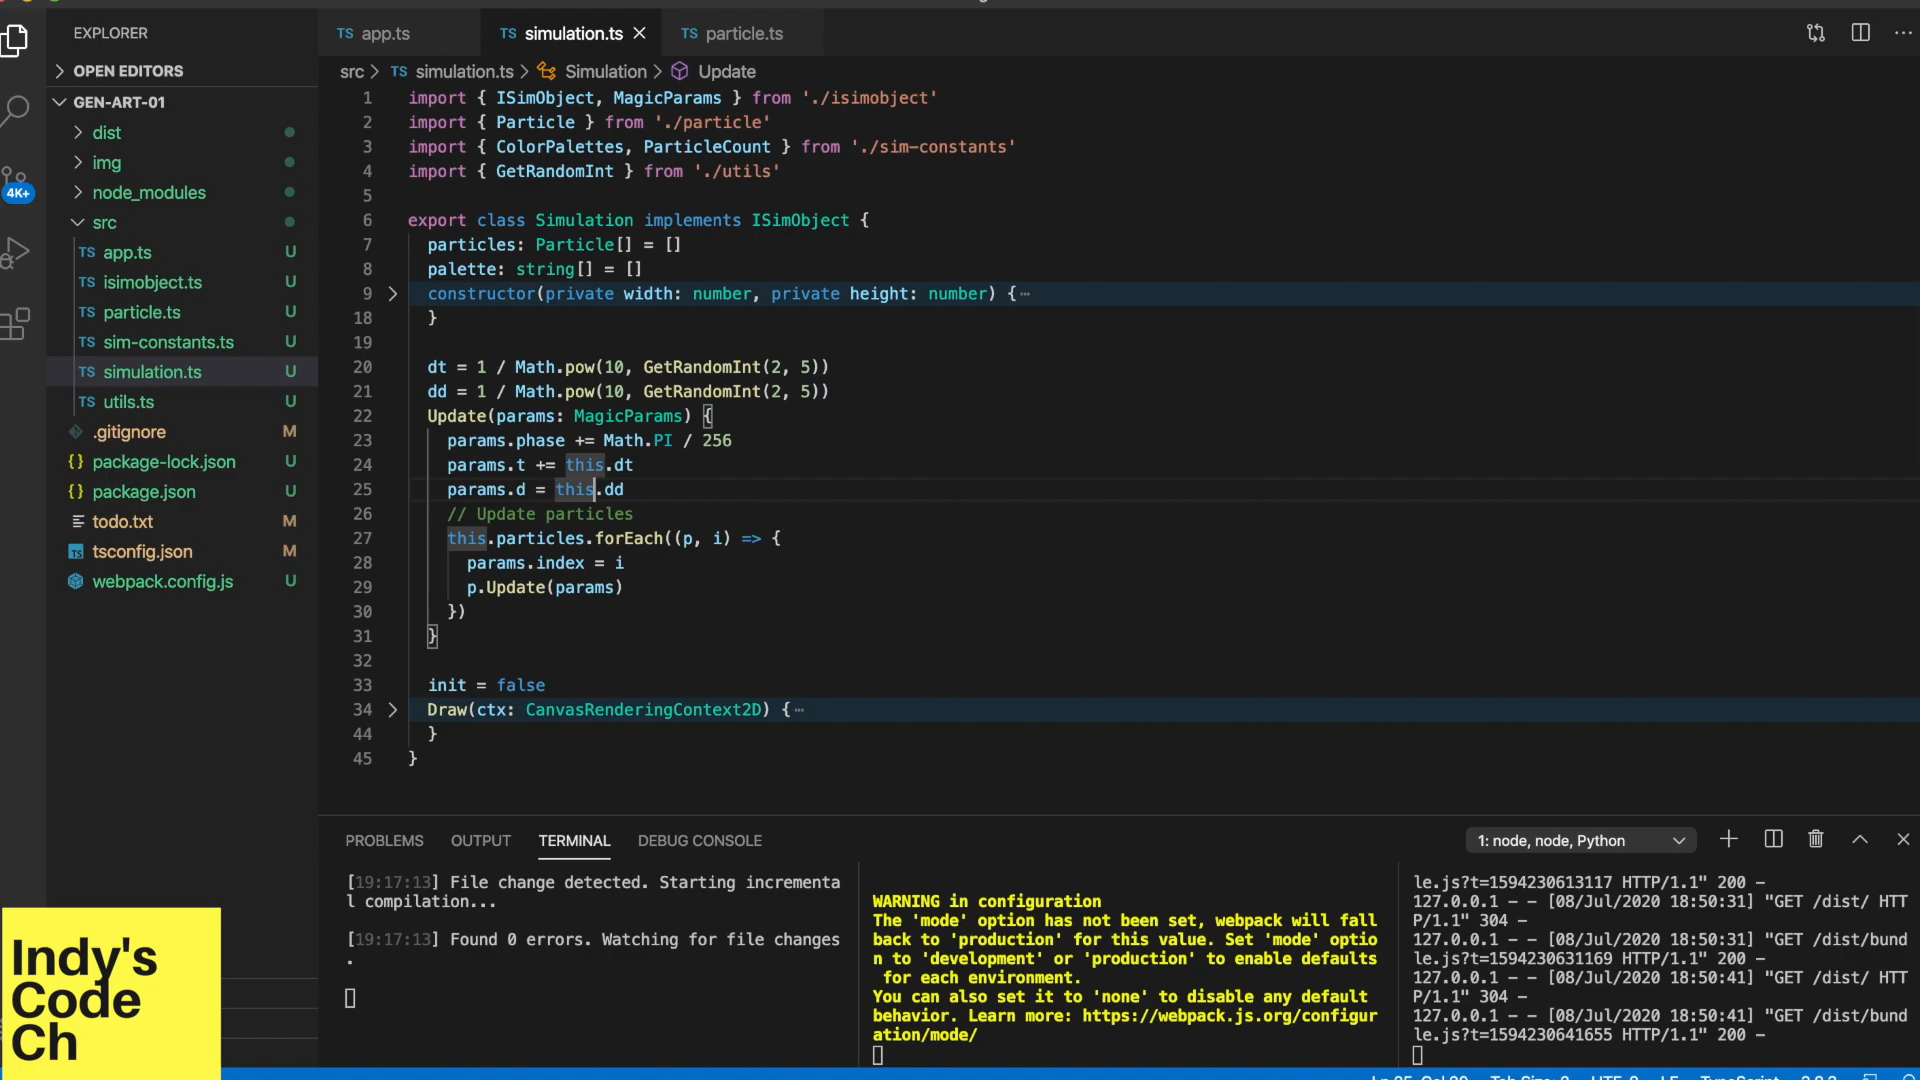 EXPLORER
OPEN EDITORS
GEN-ART-01
dist
img
node_modules
src
TS app.ts U
TS isimobject.ts U
TS particle.ts U
TS sim-constants.ts U
TS simulation.ts U
TS utils.ts U
.gitignore M
{} package-lock.json U
{} package.json U
todo.txt M
TS tsconfig.json M
webpack.config.js U
4K+
TS app.ts
TS simulation.ts
TS particle.ts
src > TS simulation.ts > Simulation > Update
1 import { ISimObject, MagicParams } from './isimobject'
2 import { Particle } from './particle'
3 import { ColorPalettes, ParticleCount } from './sim-constants'
4 import { GetRandomInt } from './utils'
5
6 export class Simulation implements ISimObject {
7 particles: Particle[] = []
8 palette: string[] = []
9 constructor(private width: number, private height: number) {…
18 }
19
20 dt = 1 / Math.pow(10, GetRandomInt(2, 5))
21 dd = 1 / Math.pow(10, GetRandomInt(2, 5))
22 Update(params: MagicParams) {
23 params.phase += Math.PI / 256
24 params.t += this.dt
25 params.d = this.dd
26 // Update particles
27 this.particles.forEach((p, i) => {
28 params.index = i
29 p.Update(params)
30 })
31 }
32
33 init = false
34 Draw(ctx: CanvasRenderingContext2D) {…
44 }
45 }
PROBLEMS OUTPUT TERMINAL DEBUG CONSOLE
1: node, node, Python
[19:17:13] File change detected. Starting incrementa
l compilation...
[19:17:13] Found 0 errors. Watching for file changes
.
WARNING in configuration
The 'mode' option has not been set, webpack will fall
back to 'production' for this value. Set 'mode' optio
n to 'development' or 'production' to enable defaults
for each environment.
You can also set it to 'none' to disable any default
behavior. Learn more: https://webpack.js.org/configur
ation/mode/
le.js?t=1594230613117 HTTP/1.1" 200 -
127.0.0.1 - - [08/Jul/2020 18:50:31] "GET /dist/ HTT
P/1.1" 304 -
127.0.0.1 - - [08/Jul/2020 18:50:31] "GET /dist/bund
le.js?t=1594230631169 HTTP/1.1" 200 -
127.0.0.1 - - [08/Jul/2020 18:50:41] "GET /dist/ HTT
P/1.1" 304 -
127.0.0.1 - - [08/Jul/2020 18:50:41] "GET /dist/bund
le.js?t=1594230641655 HTTP/1.1" 200 -
Indy's
Code
Ch